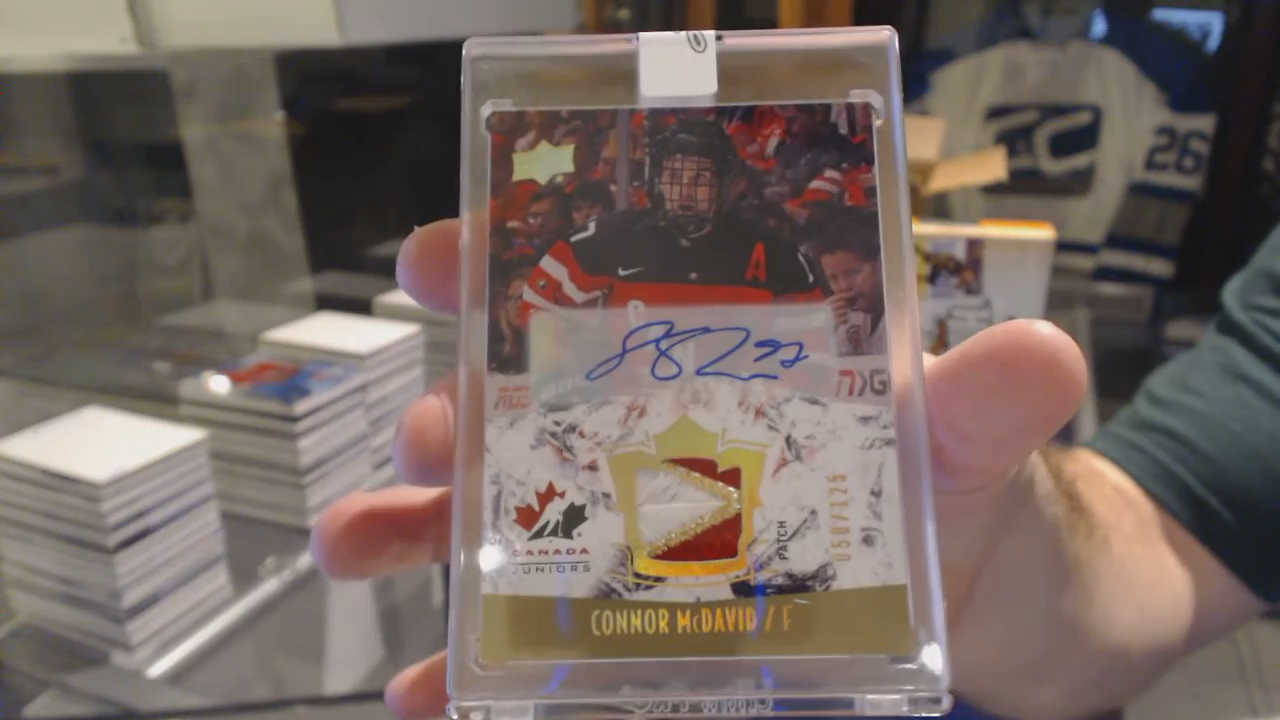 26
A
CANADA
JUNIORS
PATCH
050/125
CONNOR McDAVID / F